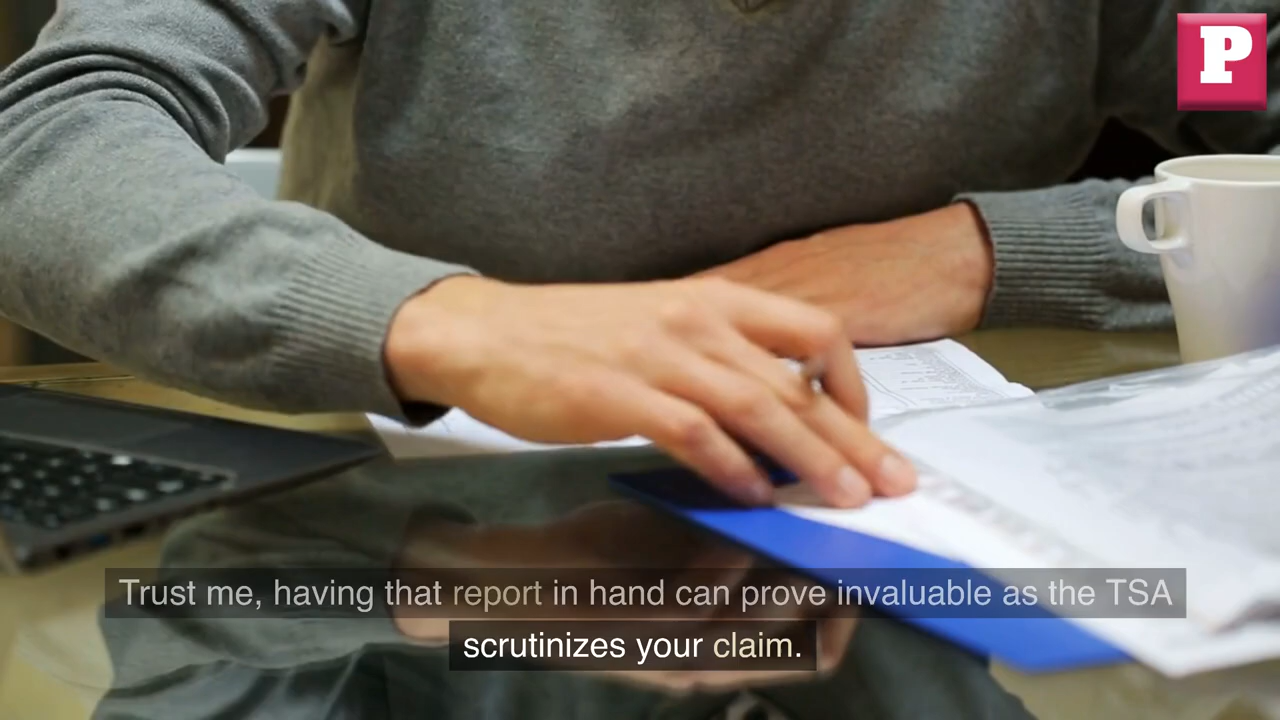 P
Trust me, having that report in hand can prove invaluable as the TSA
scrutinizes your claim.